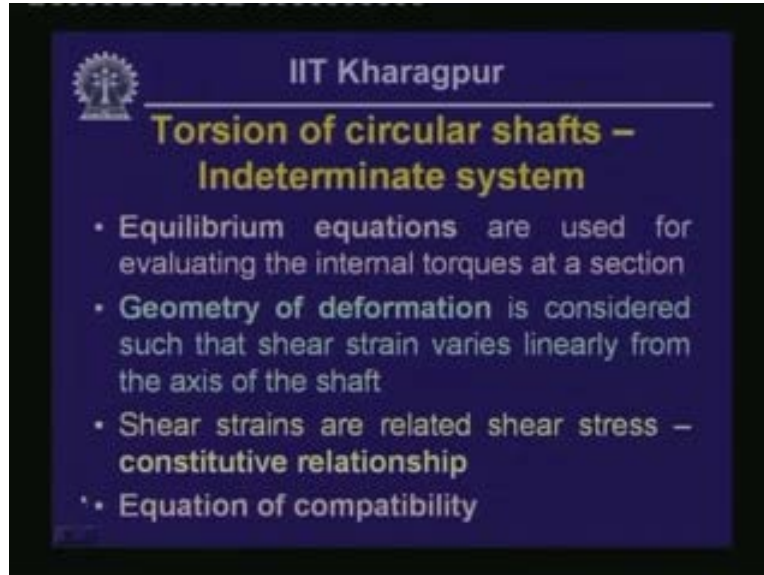 IIT Kharagpur
Torsion of circular shafts –
Indeterminate system
• Equilibrium equations are used for
evaluating the internal torques at a section
• Geometry of deformation is considered
such that shear strain varies linearly from
the axis of the shaft
• Shear strains are related shear stress –
constitutive relationship
• Equation of compatibility